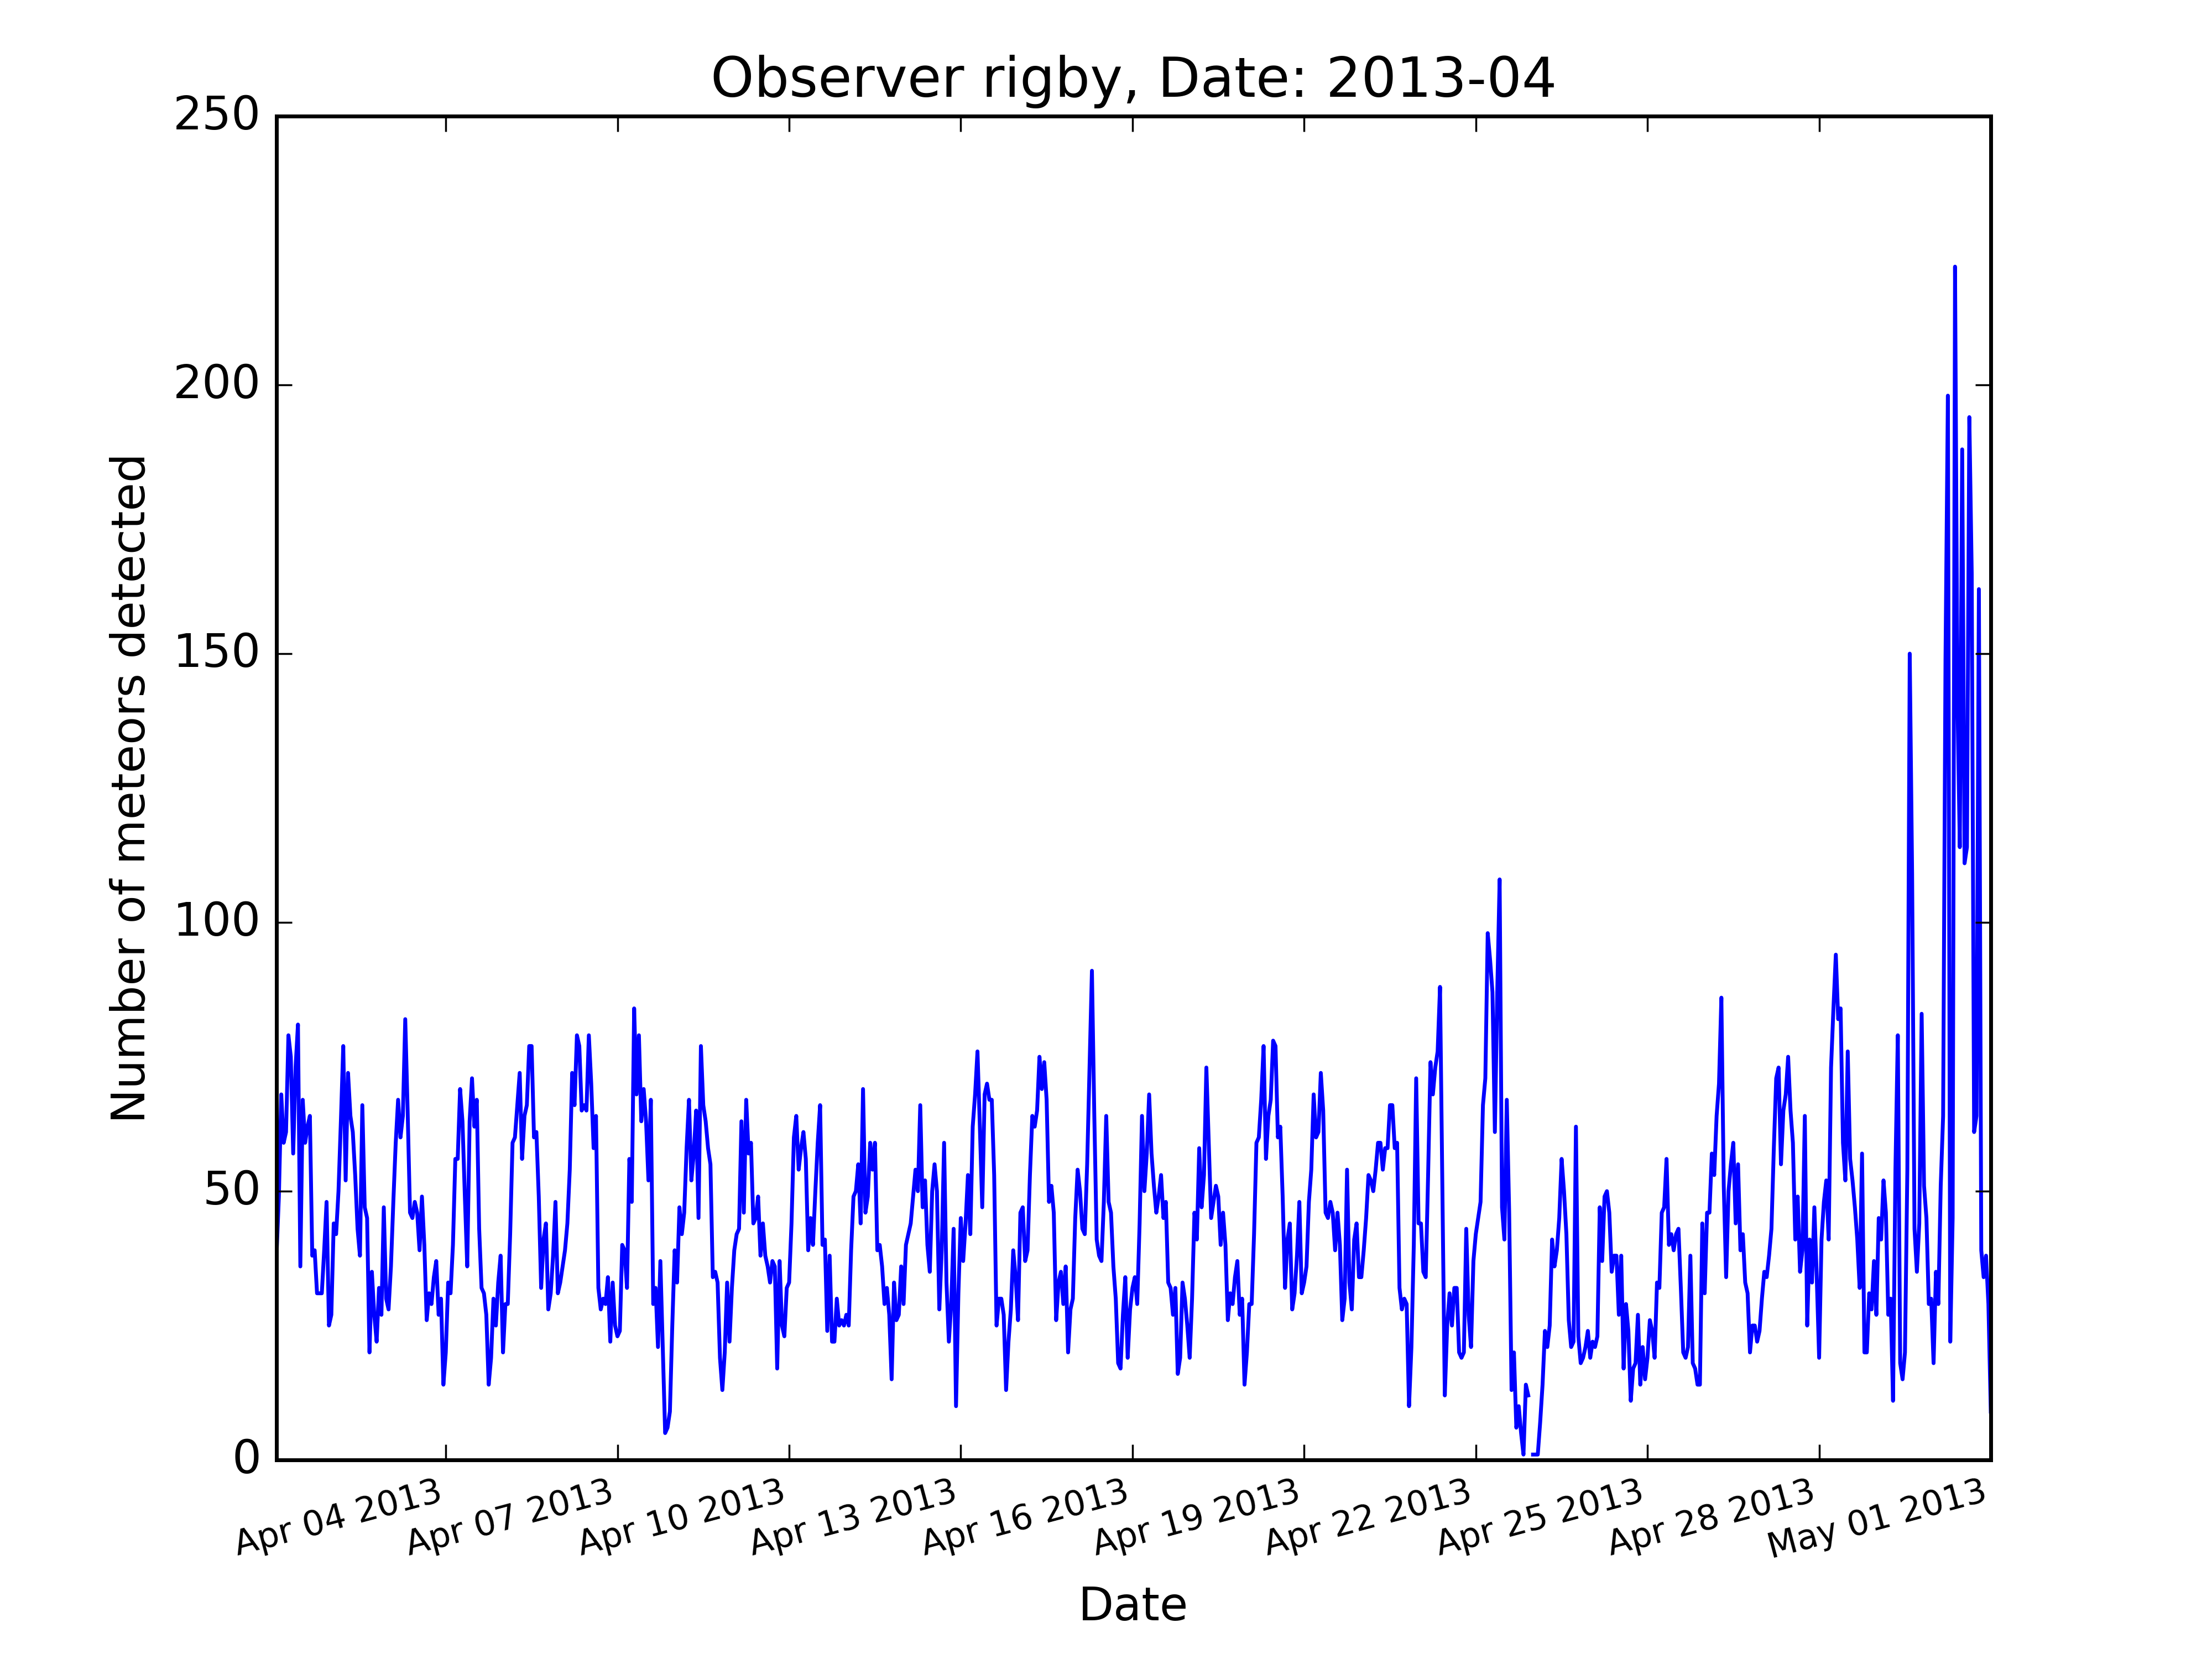 Observer rigby, Date: 2013-04
250
200
150
100
50
0
Number of meteors detected
Apr 04 2013
Apr 07 2013
Apr 10 2013
Apr 13 2013
Apr 16 2013
Apr 19 2013
Apr 22 2013
Apr 25 2013
Apr 28 2013
May 01 2013
Date